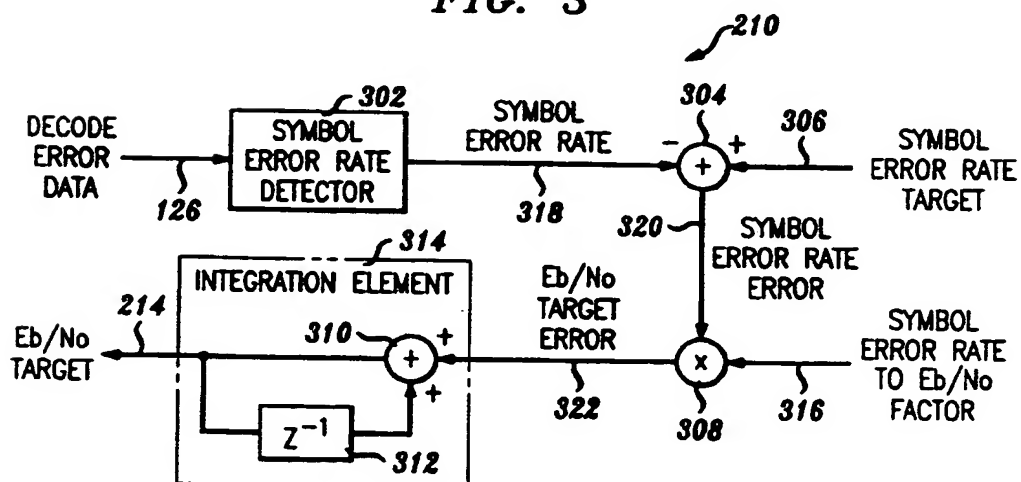 FIG. 3
210
DECODE
ERROR
DATA
126
302
SYMBOL
ERROR RATE
DETECTOR
SYMBOL
ERROR RATE
318
304
-
+
+
306
SYMBOL
ERROR RATE
TARGET
320
SYMBOL
ERROR RATE
ERROR
314
INTEGRATION ELEMENT
214
Eb/No
TARGET
310
+
+
+
Z⁻¹
312
Eb/No
TARGET
ERROR
322
x
308
316
SYMBOL
ERROR RATE
TO Eb/No
FACTOR